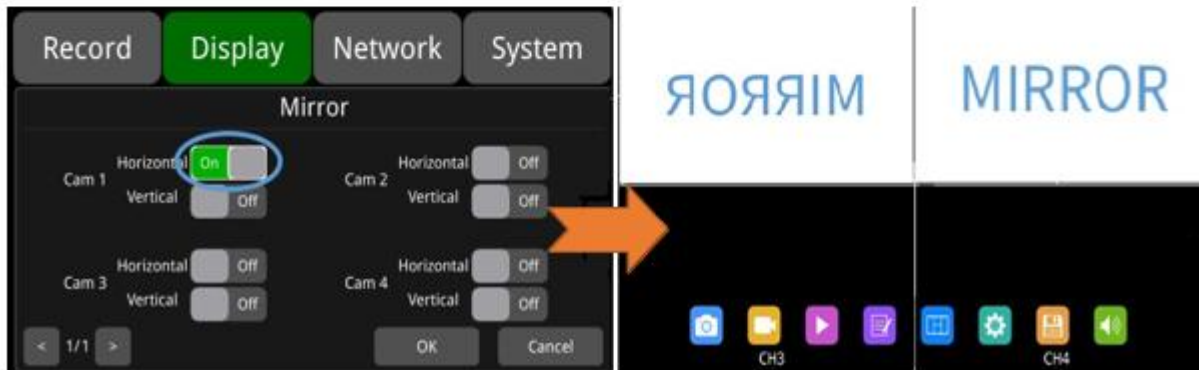 Record Display Network System
Mirror
Cam 1
Horizontal On
Vertical Off
Cam 2
Horizontal Off
Vertical Off
Cam 3
Horizontal Off
Vertical Off
Cam 4
Horizontal Off
Vertical Off
< 1/1 > OK Cancel
MIRROR MIRROR
CH3 CH4